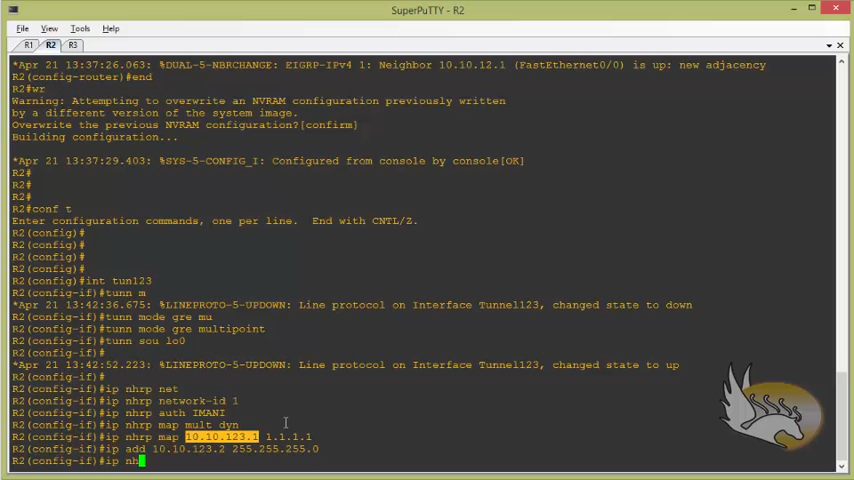 SuperPuTTY - R2
File View Tools Help
R1 R2 R3
*Apr 21 13:37:26.063: %DUAL-5-NBRCHANGE: EIGRP-IPv4 1: Neighbor 10.10.12.1 (FastEthernet0/0) is up: new adjacency
R2(config-router)#end
R2#wr
Warning: Attempting to overwrite an NVRAM configuration previously written
by a different version of the system image.
Overwrite the previous NVRAM configuration?[confirm]
Building configuration...
*Apr 21 13:37:29.403: %SYS-5-CONFIG_I: Configured from console by console[OK]
R2#
R2#
R2#
R2#conf t
Enter configuration commands, one per line.  End with CNTL/Z.
R2(config)#
R2(config)#
R2(config)#
R2(config)#
R2(config)#int tun123
R2(config-if)#tunn m
*Apr 21 13:42:36.675: %LINEPROTO-5-UPDOWN: Line protocol on Interface Tunnel123, changed state to down
R2(config-if)#tunn mode gre mu
R2(config-if)#tunn mode gre multipoint
R2(config-if)#tunn sou lo0
R2(config-if)#
*Apr 21 13:42:52.223: %LINEPROTO-5-UPDOWN: Line protocol on Interface Tunnel123, changed state to up
R2(config-if)#
R2(config-if)#ip nhrp net
R2(config-if)#ip nhrp network-id 1
R2(config-if)#ip nhrp auth IMANI
R2(config-if)#ip nhrp map mult dyn
R2(config-if)#ip nhrp map 10.10.123.1 1.1.1.1
R2(config-if)#ip add 10.10.123.2 255.255.255.0
R2(config-if)#ip nh